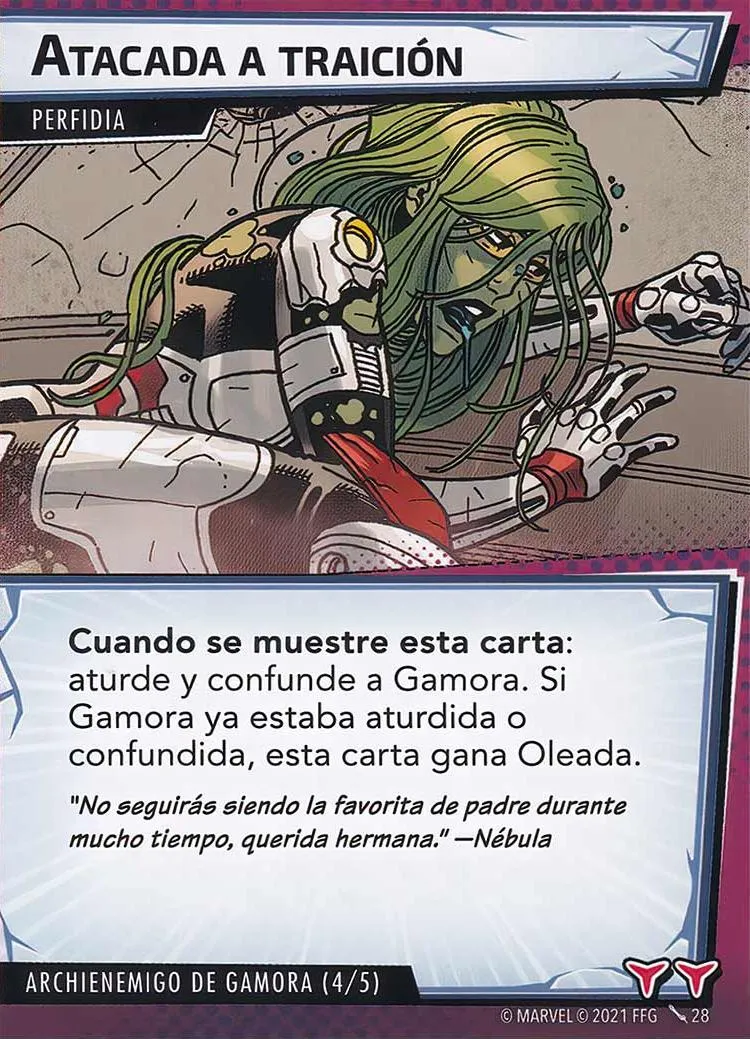 ATACADA A TRAICIÓN
PERFIDIA
Cuando se muestre esta carta:
aturde y confunde a Gamora. Si
Gamora ya estaba aturdida o
confundida, esta carta gana Oleada.
"No seguirás siendo la favorita de padre durante
mucho tiempo, querida hermana." —Nébula
ARCHIENEMIGO DE GAMORA (4/5)
© MARVEL © 2021 FFG 28